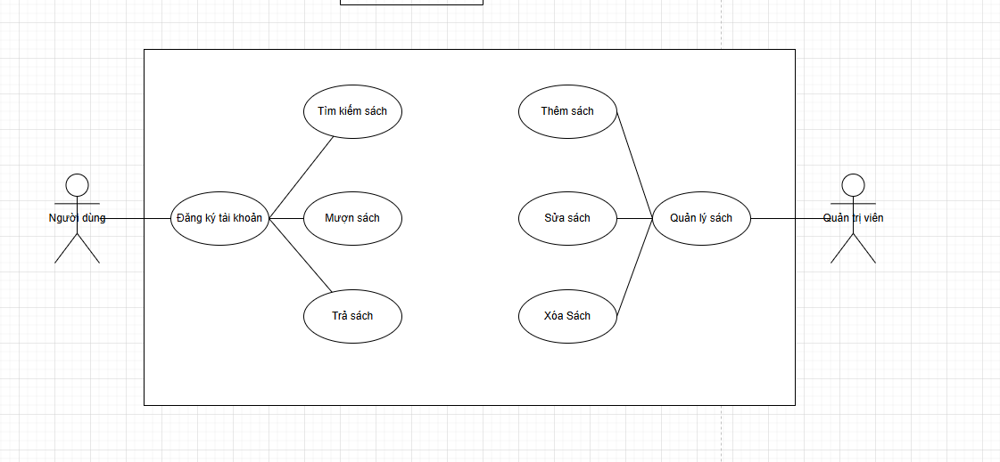 Tìm kiếm sách
Thêm sách
Người dùng
Đăng ký tài khoản
Mượn sách
Sửa sách
Quản lý sách
Quản trị viên
Trả sách
Xóa Sách